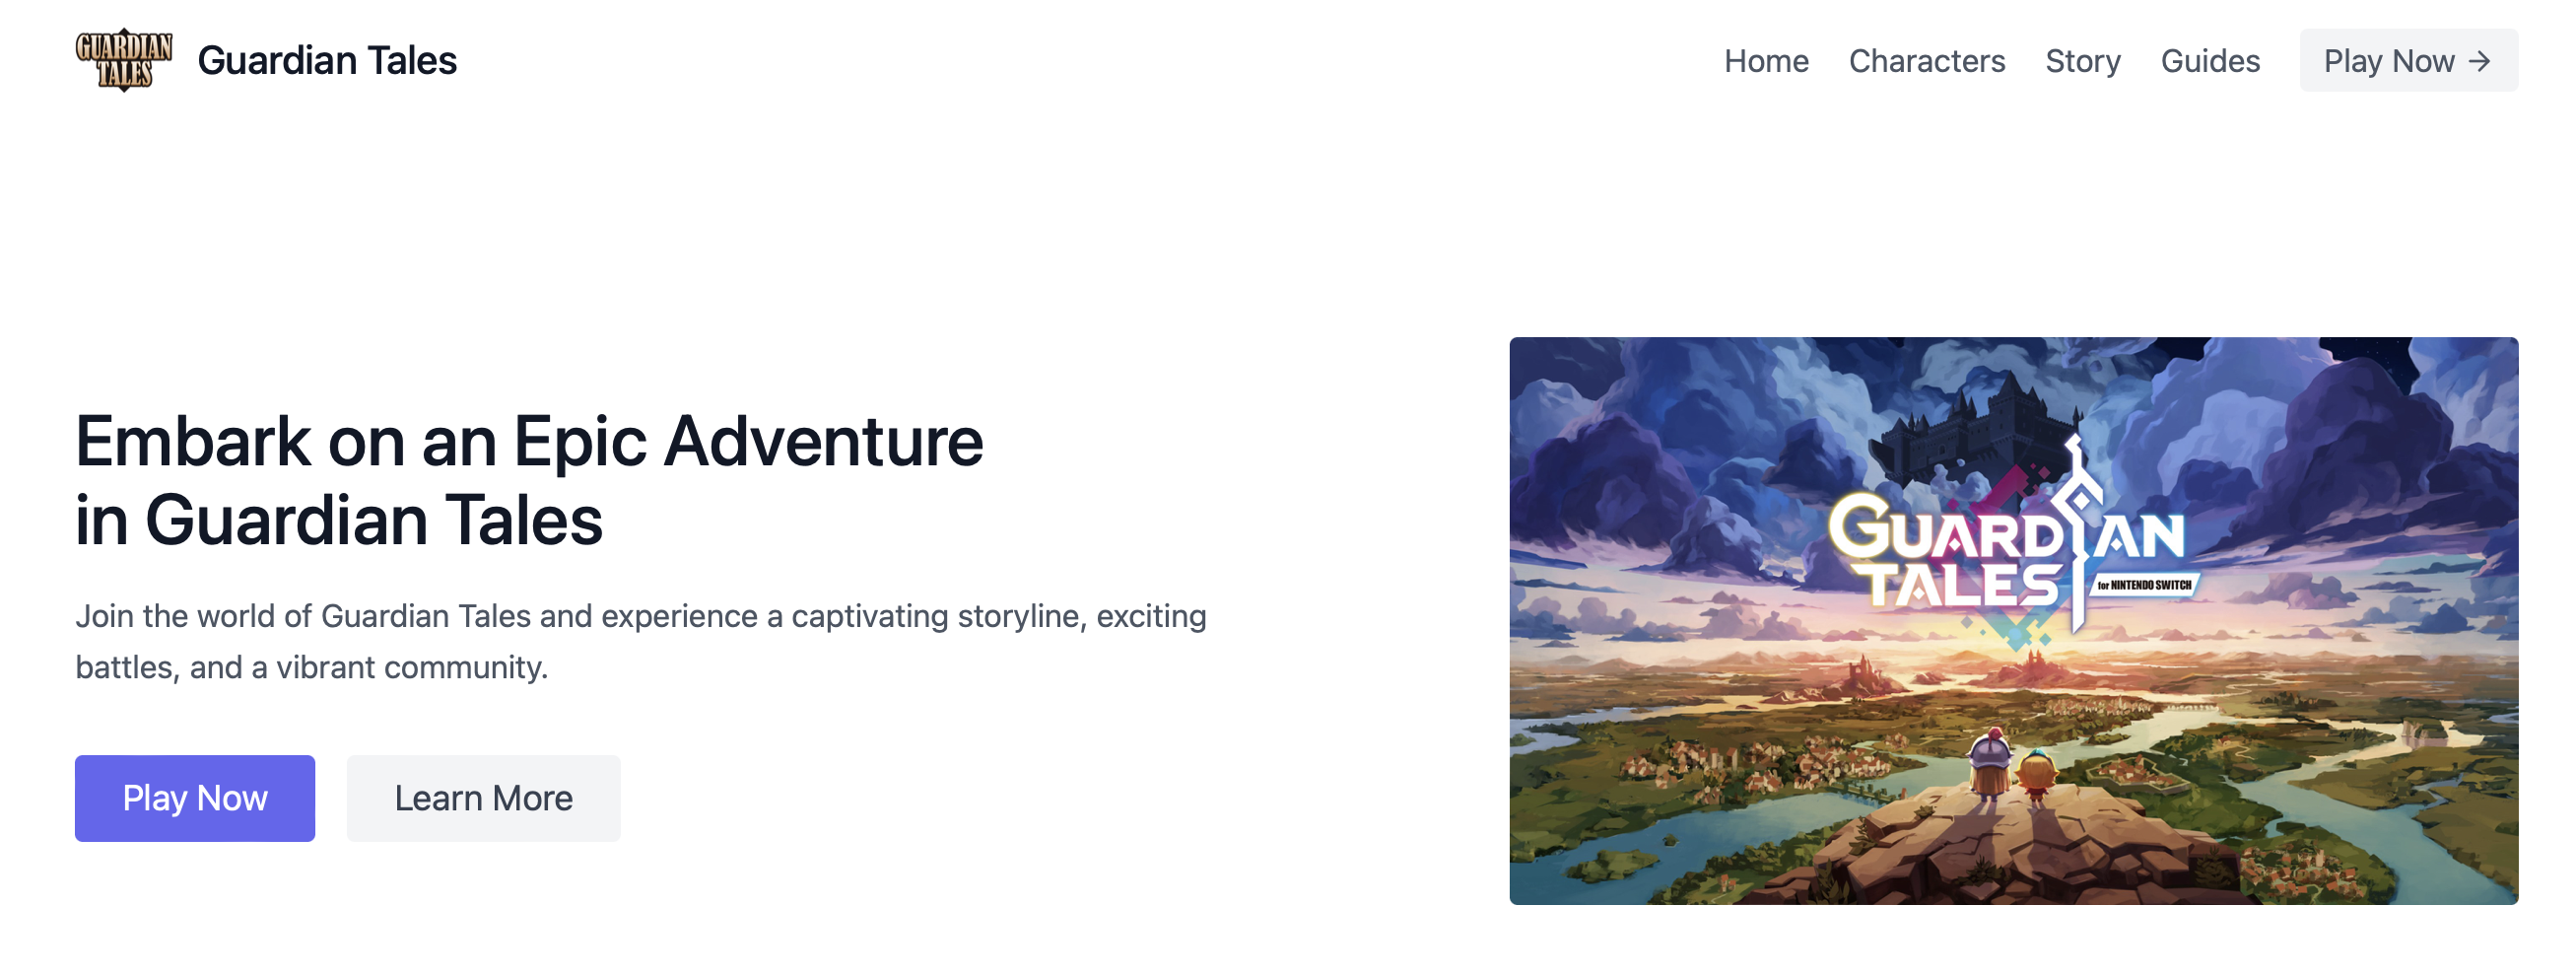 GUARDIAN
TALES
Guardian Tales
Home
Characters
Story
Guides
Play Now →
Embark on an Epic Adventure
in Guardian Tales
Join the world of Guardian Tales and experience a captivating storyline, exciting
battles, and a vibrant community.
Play Now
Learn More
GUARDIAN
TALES
for NINTENDO SWITCH